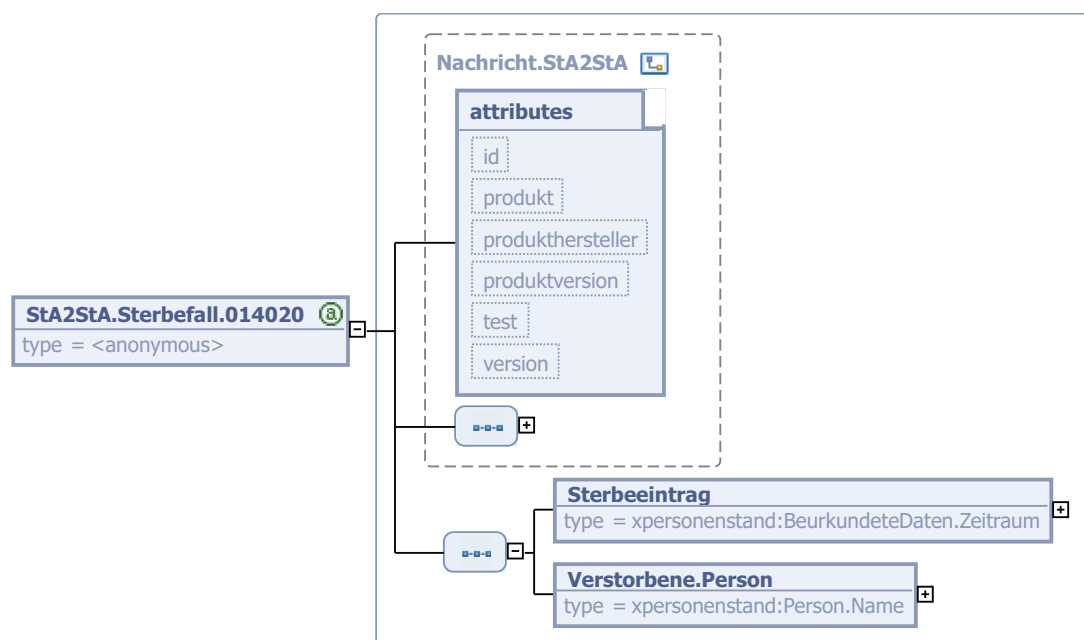 Nachricht.StA2StA
attributes
id
produkt
produkthersteller
produktversion
test
version
StA2StA.Sterbefall.014020 a
type = <anonymous>
Sterbeeintrag
type = xpersonenstand:BeurkundeteDaten.Zeitraum
Verstorbene.Person
type = xpersonenstand:Person.Name